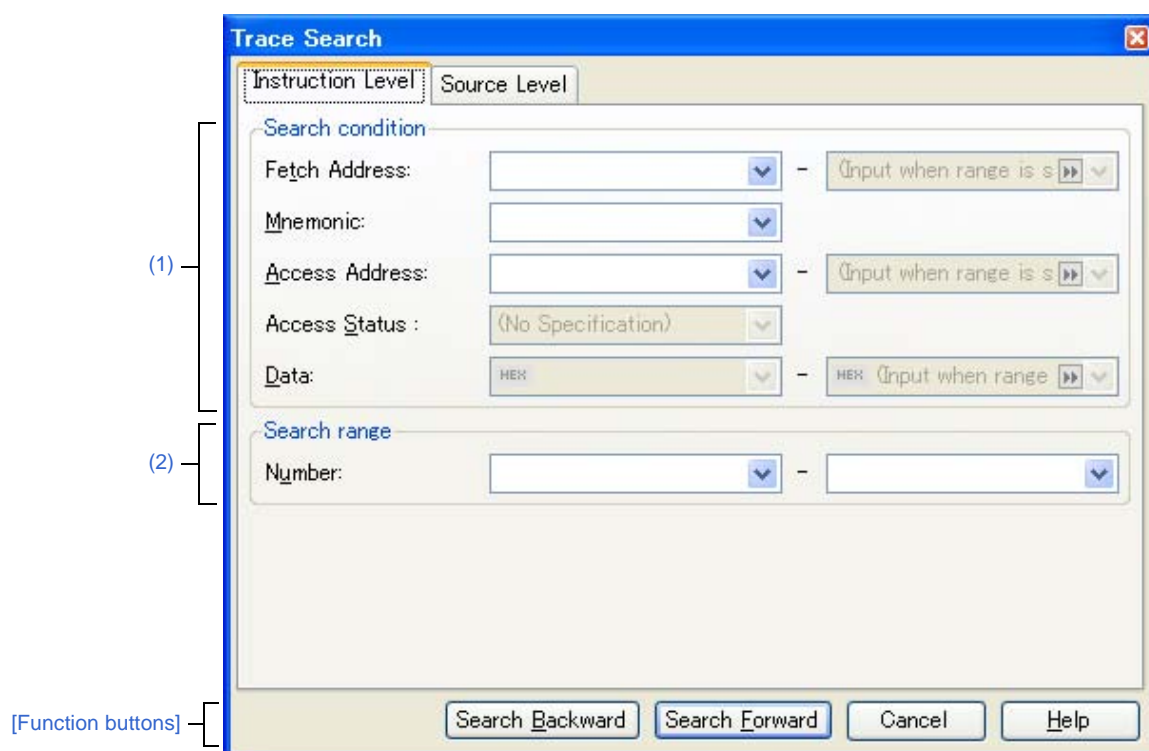 Trace Search
Instruction Level Source Level
(1)
Search condition
Fetch Address: - (Input when range is s
Mnemonic:
Access Address: - (Input when range is s
Access Status : (No Specification)
Data: HEX - HEX (Input when range
(2)
Search range
Number: -
[Function buttons]
Search Backward Search Forward Cancel Help